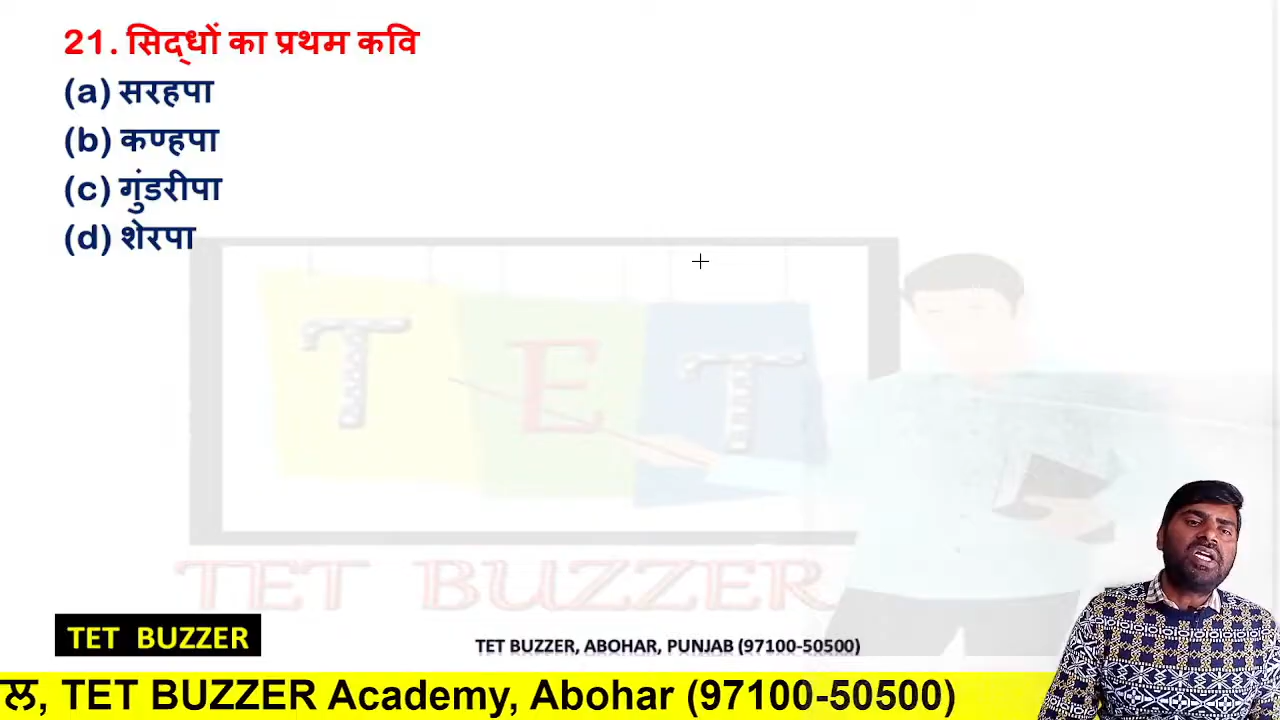 21. सिद्धों का प्रथम कवि
(a) सरहपा
(b) कण्हपा
(c) गुंडरीपा
(d) शेरपा
T E T
TET BUZZER
TET BUZZER
TET BUZZER, ABOHAR, PUNJAB (97100-50500)
ਲ, TET BUZZER Academy, Abohar (97100-50500)